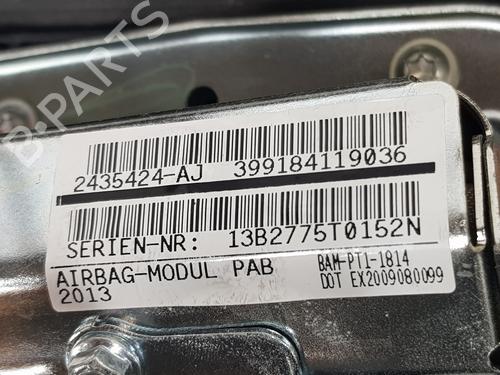 2435424-AJ 399184119036
SERIEN-NR: 13B2775T0152N
AIRBAG-MODUL PAB BAM-PT1-1814
2013 DOT EX2009080099
B-PARTS